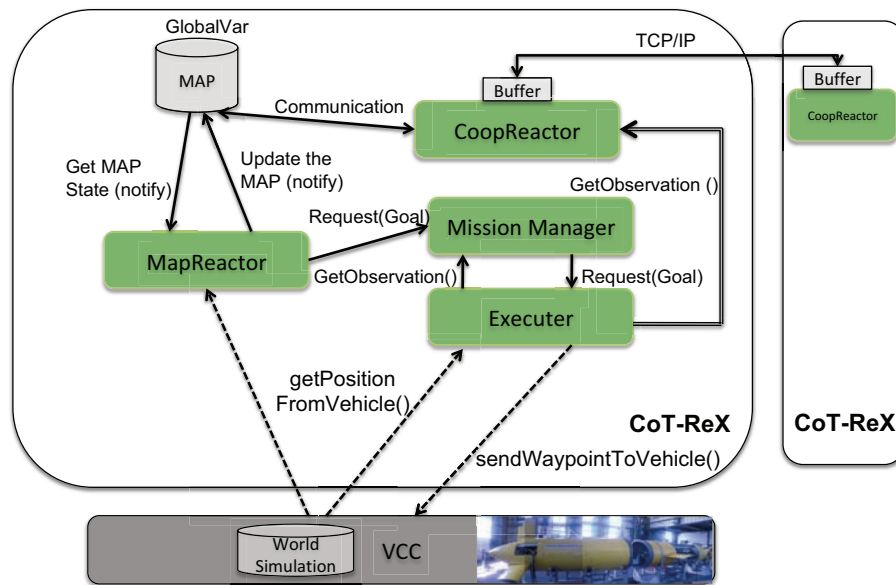 GlobalVar
MAP
TCP/IP
Buffer
Buffer
Communication
CoopReactor
CoopReactor
Get MAP
State (notify)
Update the
MAP (notify)
GetObservation ()
Request(Goal)
Mission Manager
MapReactor
GetObservation()
Request(Goal)
Executer
getPosition
FromVehicle()
CoT-ReX
CoT-ReX
sendWaypointToVehicle()
World
Simulation
VCC